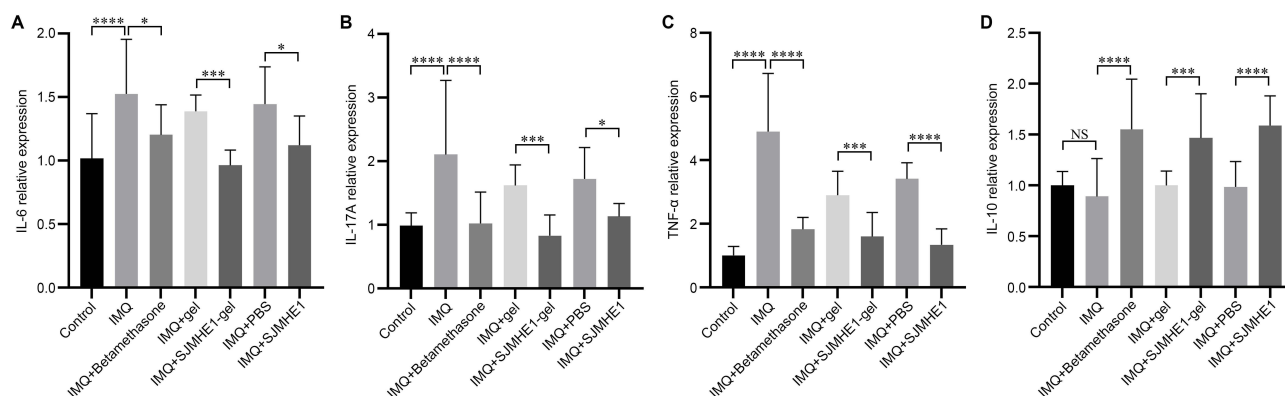 A
IL-6 relative expression
2.0
1.5
1.0
0.5
0.0
****
*
***
*
Control
IMQ
IMQ+Betamethasone
IMQ+gel
IMQ+SJMHE1-gel
IMQ+PBS
IMQ+SJMHE1
B
IL-17A relative expression
4
3
2
1
0
****
****
***
*
Control
IMQ
IMQ+Betamethasone
IMQ+gel
IMQ+SJMHE1-gel
IMQ+PBS
IMQ+SJMHE1
C
TNF-α relative expression
8
6
4
2
0
****
****
***
****
Control
IMQ
IMQ+Betamethasone
IMQ+gel
IMQ+SJMHE1-gel
IMQ+PBS
IMQ+SJMHE1
D
IL-10 relative expression
2.5
2.0
1.5
1.0
0.5
0.0
NS
****
***
****
Control
IMQ
IMQ+Betamethasone
IMQ+gel
IMQ+SJMHE1-gel
IMQ+PBS
IMQ+SJMHE1